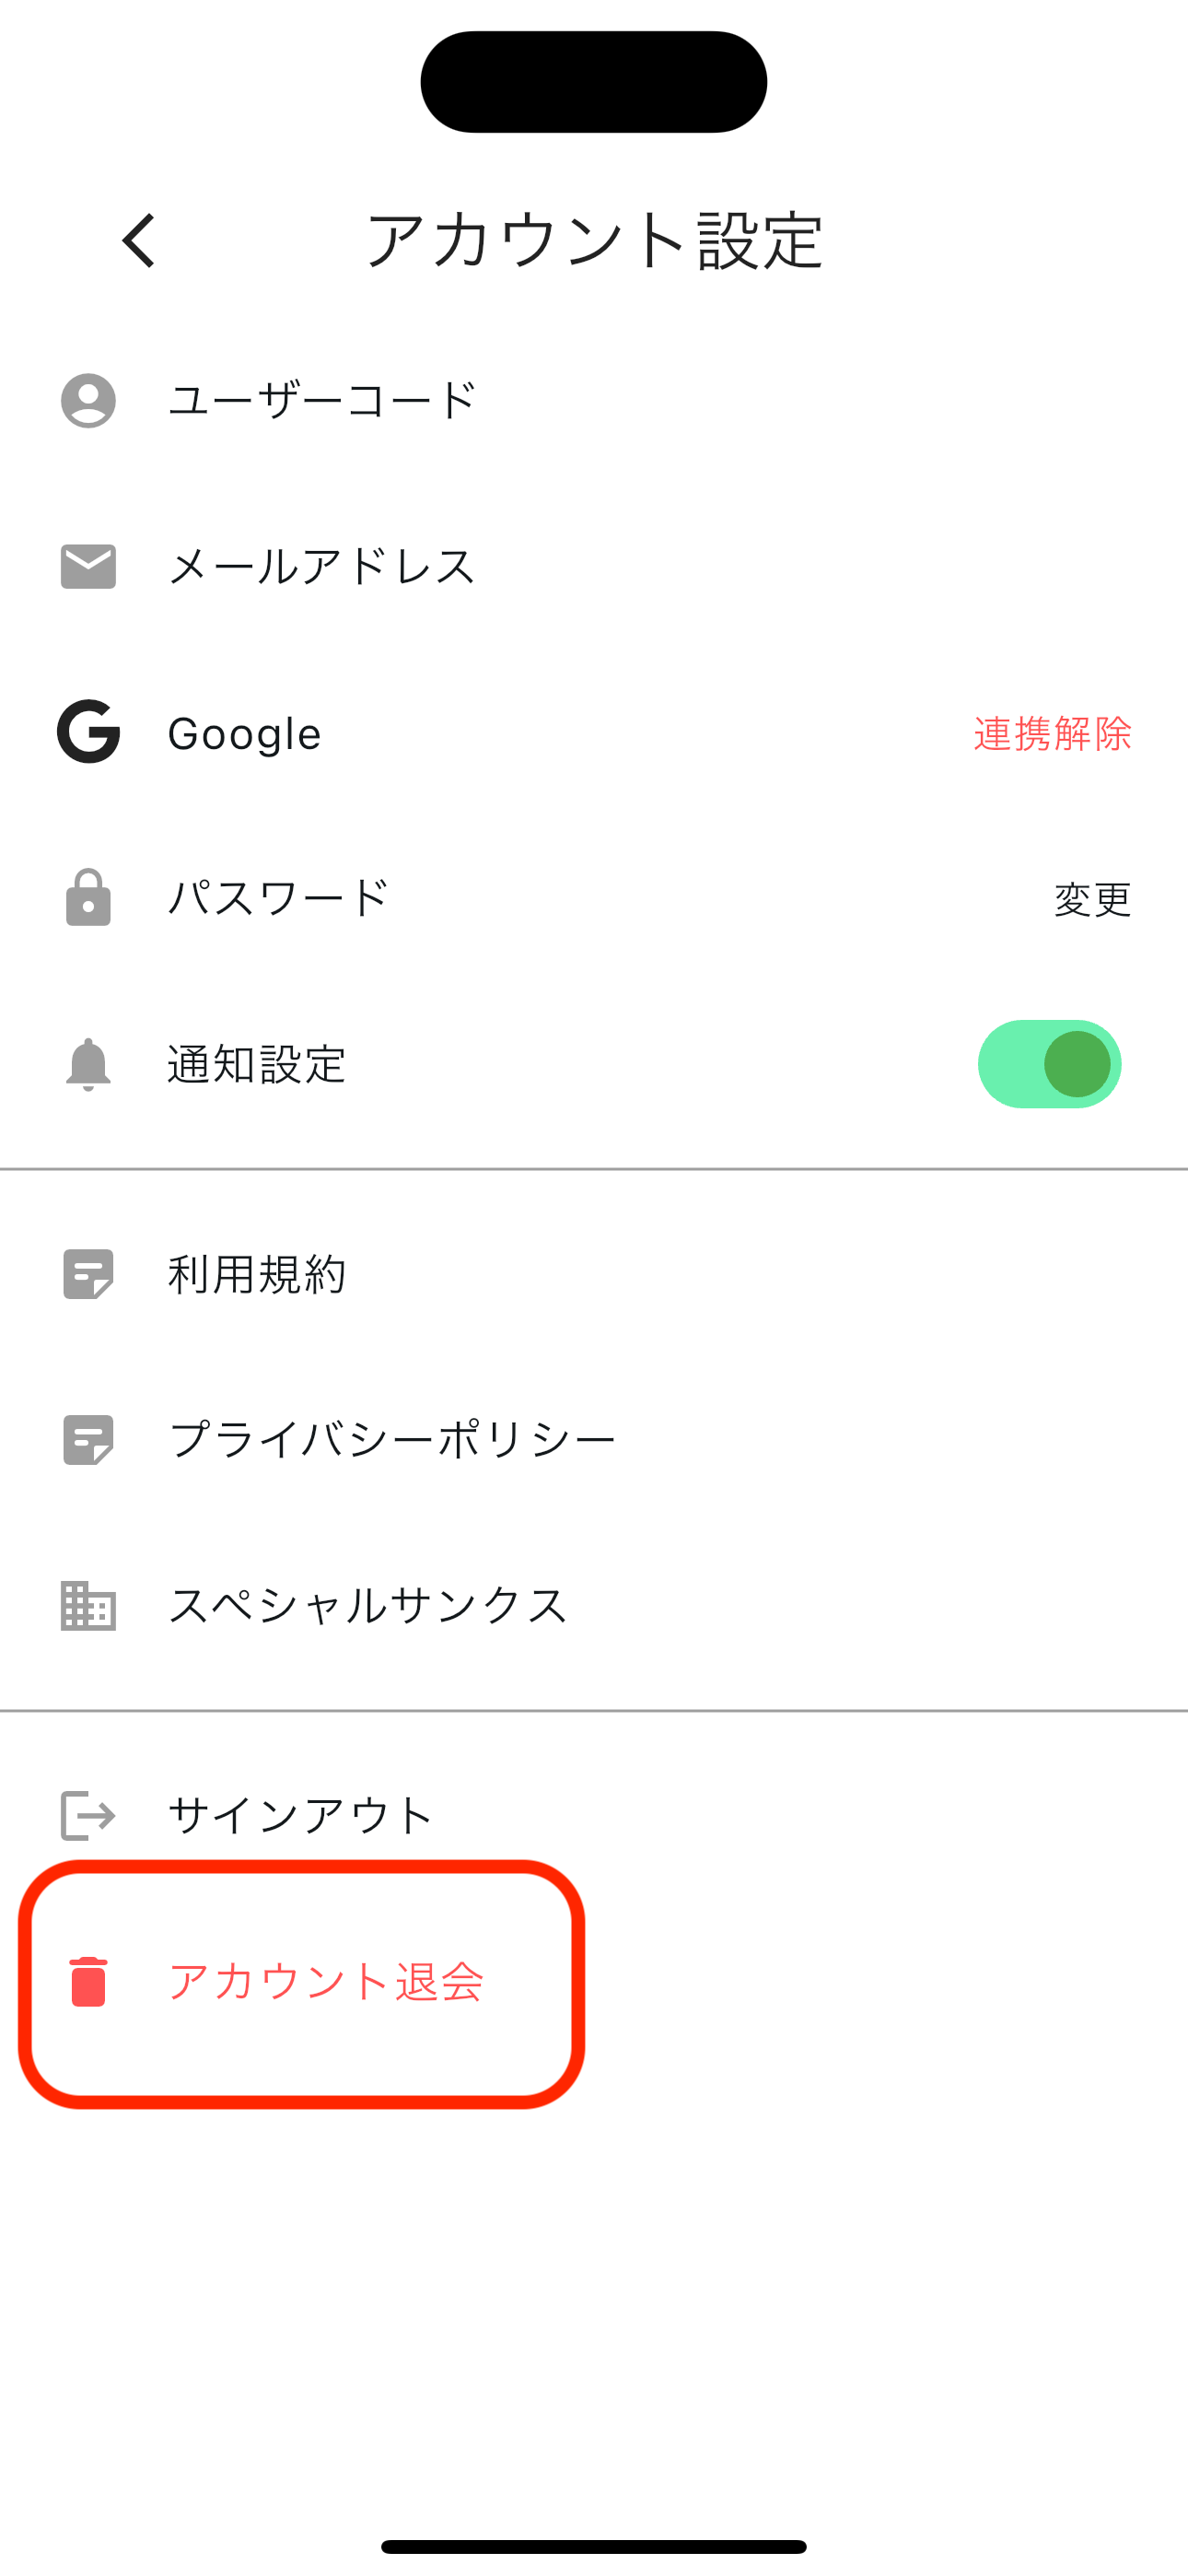 アカウント設定
ユーザーコード
メールアドレス
Google 連携解除
パスワード 変更
通知設定
利用規約
プライバシーポリシー
スペシャルサンクス
サインアウト
アカウント退会